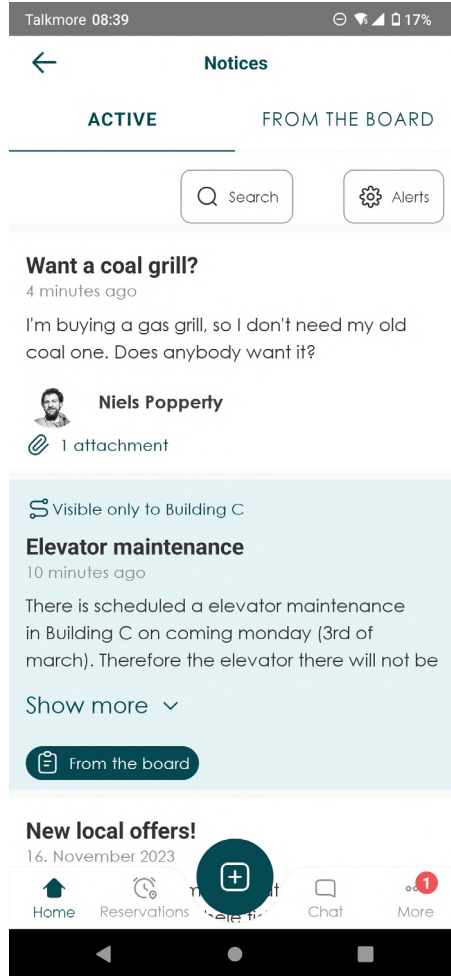 Talkmore 08:39 17%
Notices
ACTIVE FROM THE BOARD
Search Alerts
Want a coal grill?
4 minutes ago
I'm buying a gas grill, so I don't need my old
coal one. Does anybody want it?
Niels Popperty
1 attachment
Visible only to Building C
Elevator maintenance
10 minutes ago
There is scheduled a elevator maintenance
in Building C on coming monday (3rd of
march). Therefore the elevator there will not be
Show more
From the board
New local offers!
16. November 2023
1
Home Reservations Chat More